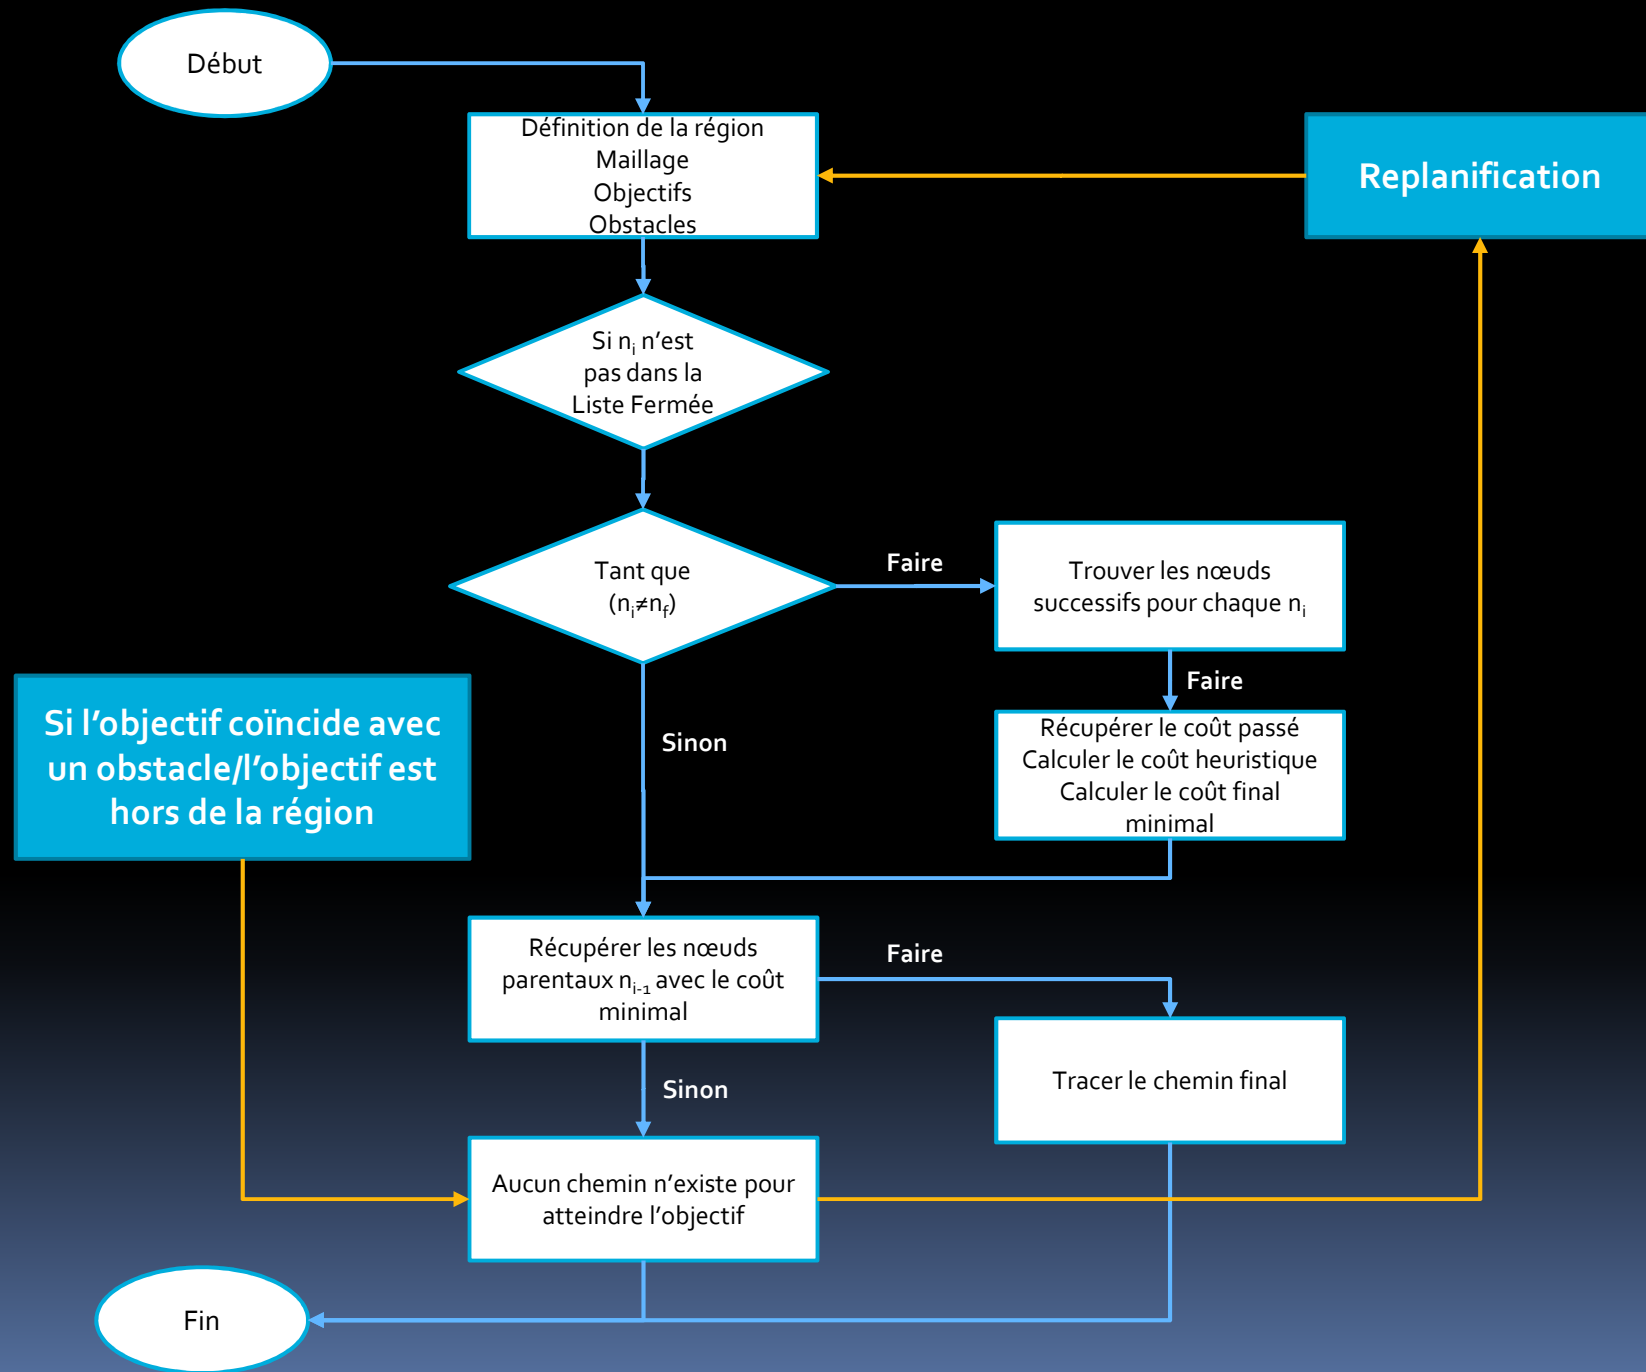 Début
Définition de la région
Maillage
Objectifs
Obstacles
Replanification
Si nᵢ n’est
pas dans la
Liste Fermée
Tant que
(nᵢ≠n_f)
Faire
Trouver les nœuds
successifs pour chaque nᵢ
Faire
Récupérer le coût passé
Calculer le coût heuristique
Calculer le coût final
minimal
Sinon
Si l’objectif coïncide avec
un obstacle/l’objectif est
hors de la région
Récupérer les nœuds
parentaux nᵢ₋₁ avec le coût
minimal
Faire
Tracer le chemin final
Sinon
Aucun chemin n’existe pour
atteindre l’objectif
Fin